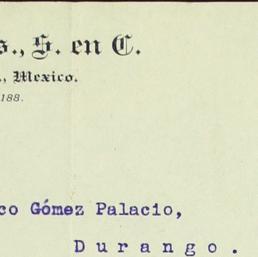 s., S. en C.
., Mexico.
188.
co Gómez Palacio,
Durango.